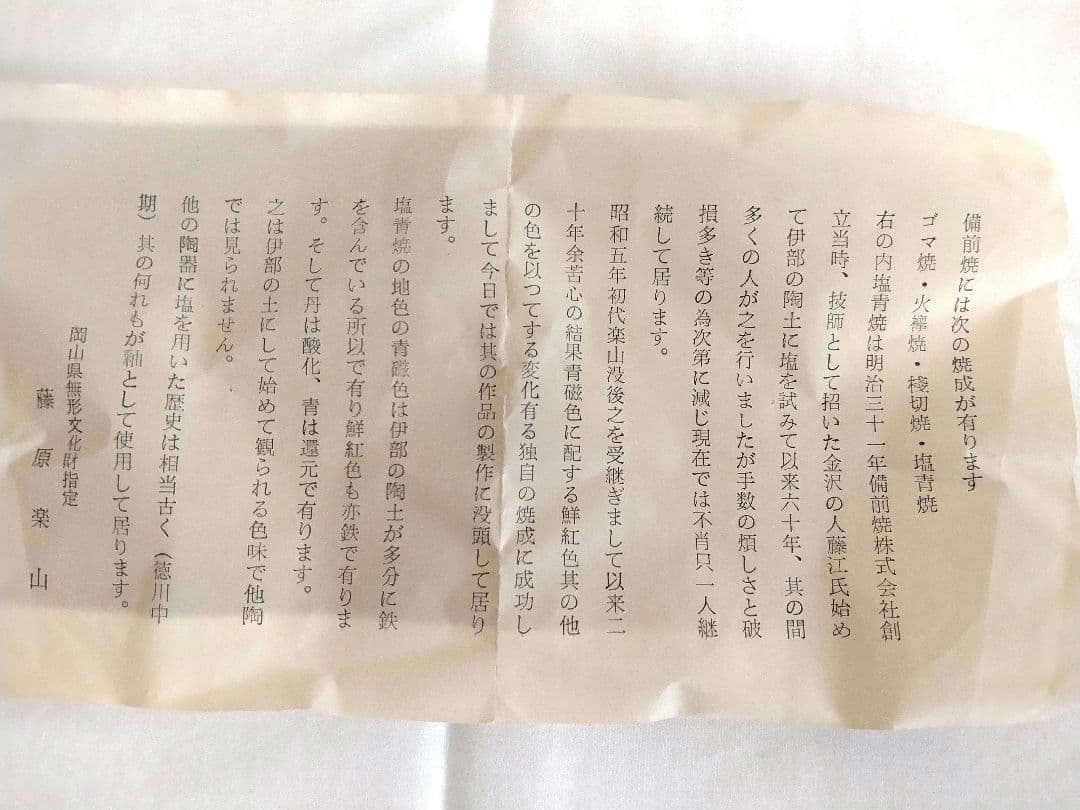 備前焼には次の焼成が有ります
ゴマ焼・火襷焼・棧切焼・塩青焼
右の内塩青焼は明治三十一年備前焼株式会社創
立当時、技師として招いた金沢の人藤江氏始め
て伊部の陶土に塩を試みて以来六十年、其の間
多くの人が之を行いましたが手数の煩しさと破
損多き等の為次第に減じ現在では不肖只一人継
続して居ります。
昭和五年初代楽山没後之を受継ぎまして以来二
十年余苦心の結果青磁色に配する鮮紅色其の他
の色を以つてする変化有る独自の焼成に成功し
まして今日では其の作品の製作に没頭して居り
ます。
塩青焼の地色の青磁色は伊部の陶土が多分に鉄
を含んでいる所以で有り鮮紅色も亦鉄で有りま
す。そして丹は酸化、青は還元で有ります。
之は伊部の土にして始めて観られる色味で他陶
では見られません。
他の陶器に塩を用いた歴史は相当古く(徳川中
期)其の何れもが釉として使用して居ります。
岡山県無形文化財指定
藤原楽山